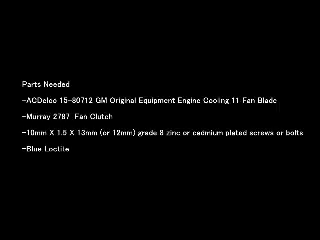 Parts Needed
-ACDelco 15-80712 GM Original Equipment Engine Cooling 11 Fan Blade
-Murray 2787 Fan Clutch
-10mm X 1.5 X 13mm (or 12mm) grade 8 zinc or cadmium plated screws or bolts
-Blue Loctite